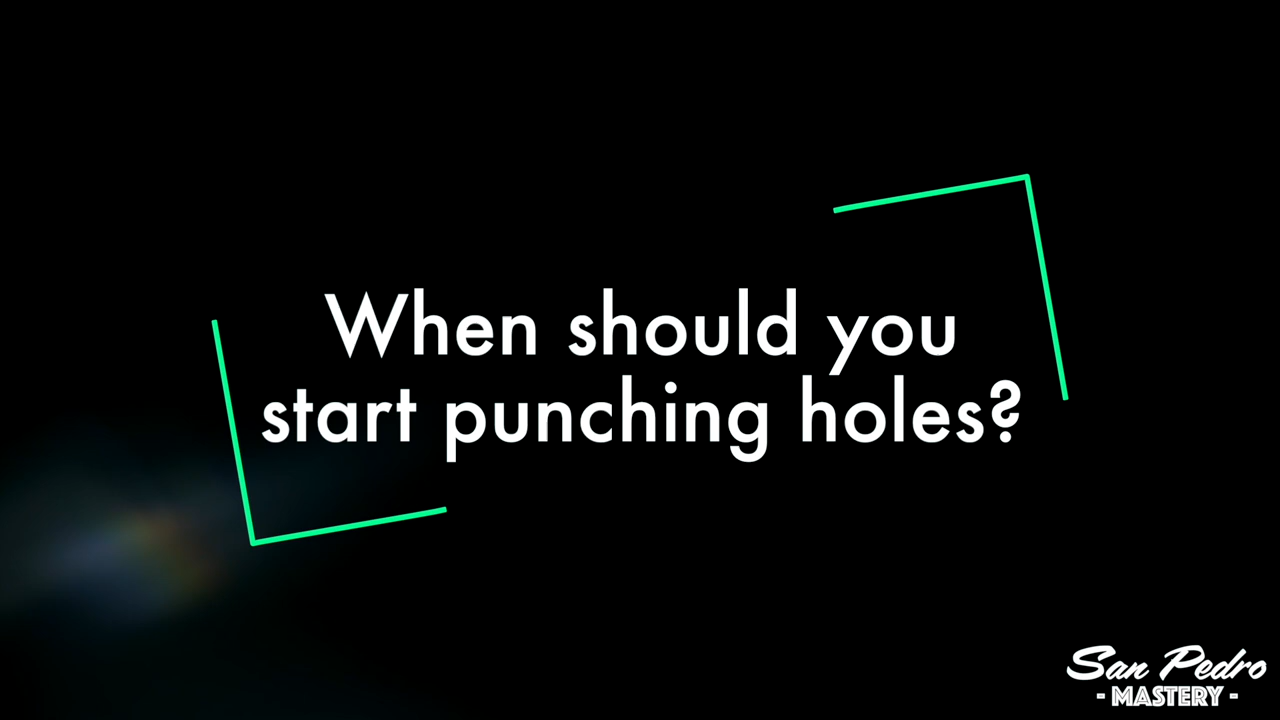 When should you
start punching holes?
San Pedro
- MASTERY -